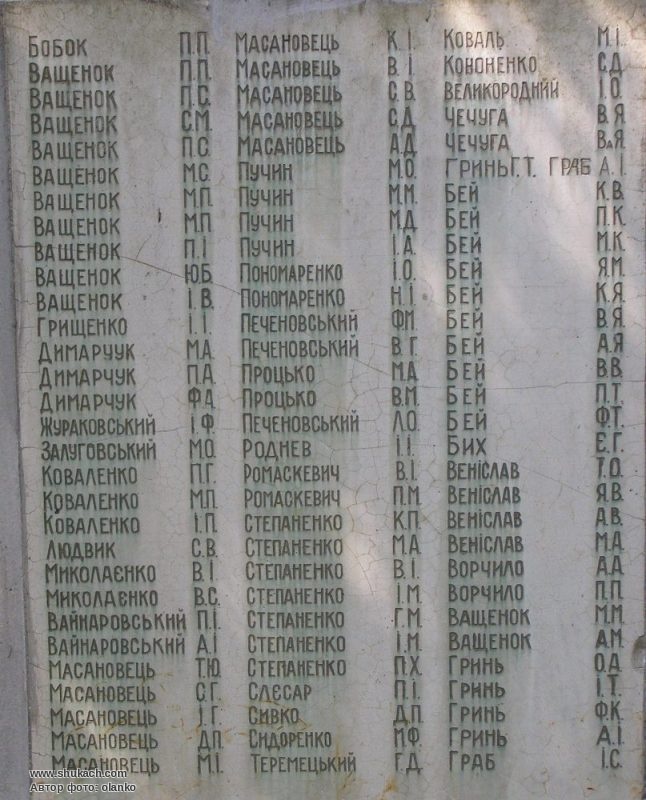 БОБОК П.П.
ВАЩЕНОК П.П.
ВАЩЕНОК П.С.
ВАЩЕНОК С.М.
ВАЩЕНОК П.С.
ВАЩЕНОК М.С.
ВАЩЕНОК М.П.
ВАЩЕНОК М.П.
ВАЩЕНОК П.І
ВАЩЕНОК Ю.Б.
ВАЩЕНОК І.В.
ГРИЩЕНКО І.І.
ДИМАРЧУУК М.А.
ДИМАРЧУК П.А.
ДИМАРЧУК Ф.Д.
ЖУРАКОВСЬКИЙ І.Ф.
ЗАЛУГОВСЬКИЙ М.О.
КОВАЛЕНКО П.Г.
КОВАЛЕНКО М.П.
КОВАЛЕНКО І.П.
ЛЮДВИК С.В.
МИКОЛАЄНКО В.І.
МИКОЛАЄНКО В.С.
ВАЙНАРОВСЬКИЙ П.І.
ВАЙНАРОВСЬКИЙ А.І
МАСАНОВЕЦЬ Т.Ю.
МАСАНОВЕЦЬ С.Г.
МАСАНОВЕЦЬ І.Г.
МАСАНОВЕЦЬ Д.П.
МАСАНОВЕЦЬ М.І.
МАСАНОВЕЦЬ К.І.
МАСАНОВЕЦЬ В.І.
МАСАНОВЕЦЬ С.В.
МАСАНОВЕЦЬ С.Д.
МАСАНОВЕЦЬ А.Д.
ПУЧИН М.О.
ПУЧИН М.М.
ПУЧИН М.Д.
ПУЧИН І.А.
ПОНОМАРЕНКО І.О.
ПОНОМАРЕНКО Н.І.
ПЕЧЕНОВСЬКИЙ Ф.И.
ПЕЧЕНОВСЬКИЙ В.Г.
ПРОЦЬКО М.Д.
ПРОЦЬКО В.М.
ПЕЧЕНОВСЬКИЙ Л.О.
РОДНЕВ І.І.
РОМАСКЕВИЧ В.І.
РОМАСКЕВИЧ П.М.
СТЕПАНЕНКО К.П.
СТЕПАНЕНКО М.А.
СТЕПАНЕНКО В.І.
СТЕПАНЕНКО І.М.
СТЕПАНЕНКО Г.М.
СТЕПАНЕНКО І.М.
СТЕПАНЕНКО П.Х.
СЛЄСАР П.І.
СИВКО Д.П.
СИДОРЕНКО И.Ф.
ТЕРЕМЕЦЬКИЙ Г.Д.
КОВАЛЬ М.І.
КОНОНЕНКО С.Д.
ВЕЛИКОРОДНИЙ І.О.
ЧЕЧУГА В.Я
ЧЕЧУГА ВлЯ.
ГРИНЬ Г.Т. ГРАБ А.І.
БЕЙ К.В.
БЕЙ П.К.
БЕЙ М.К.
БЕЙ Я.М.
БЕЙ К.Я.
БЕЙ В.Я.
БЕЙ А.Я
БЕЙ В.В.
БЕЙ П.Т.
БЕЙ Ф.Т.
БИХ Є.Г.
ВЕНІСЛАВ Т.О.
ВЕНІСЛАВ Я.В.
ВЕНІСЛАВ А.В.
ВЕНІСЛАВ М.А.
ВОРЧИЛО А.А.
ВОРЧИЛО П.П.
ВАЩЕНОК М.М.
ВАЩЕНОК А.М.
ГРИНЬ О.Д.
ГРИНЬ І.Т.
ГРИНЬ Ф.К.
ГРИНЬ А.І.
ГРАБ І.С.
www.shukach.com
Автор фото: olanko